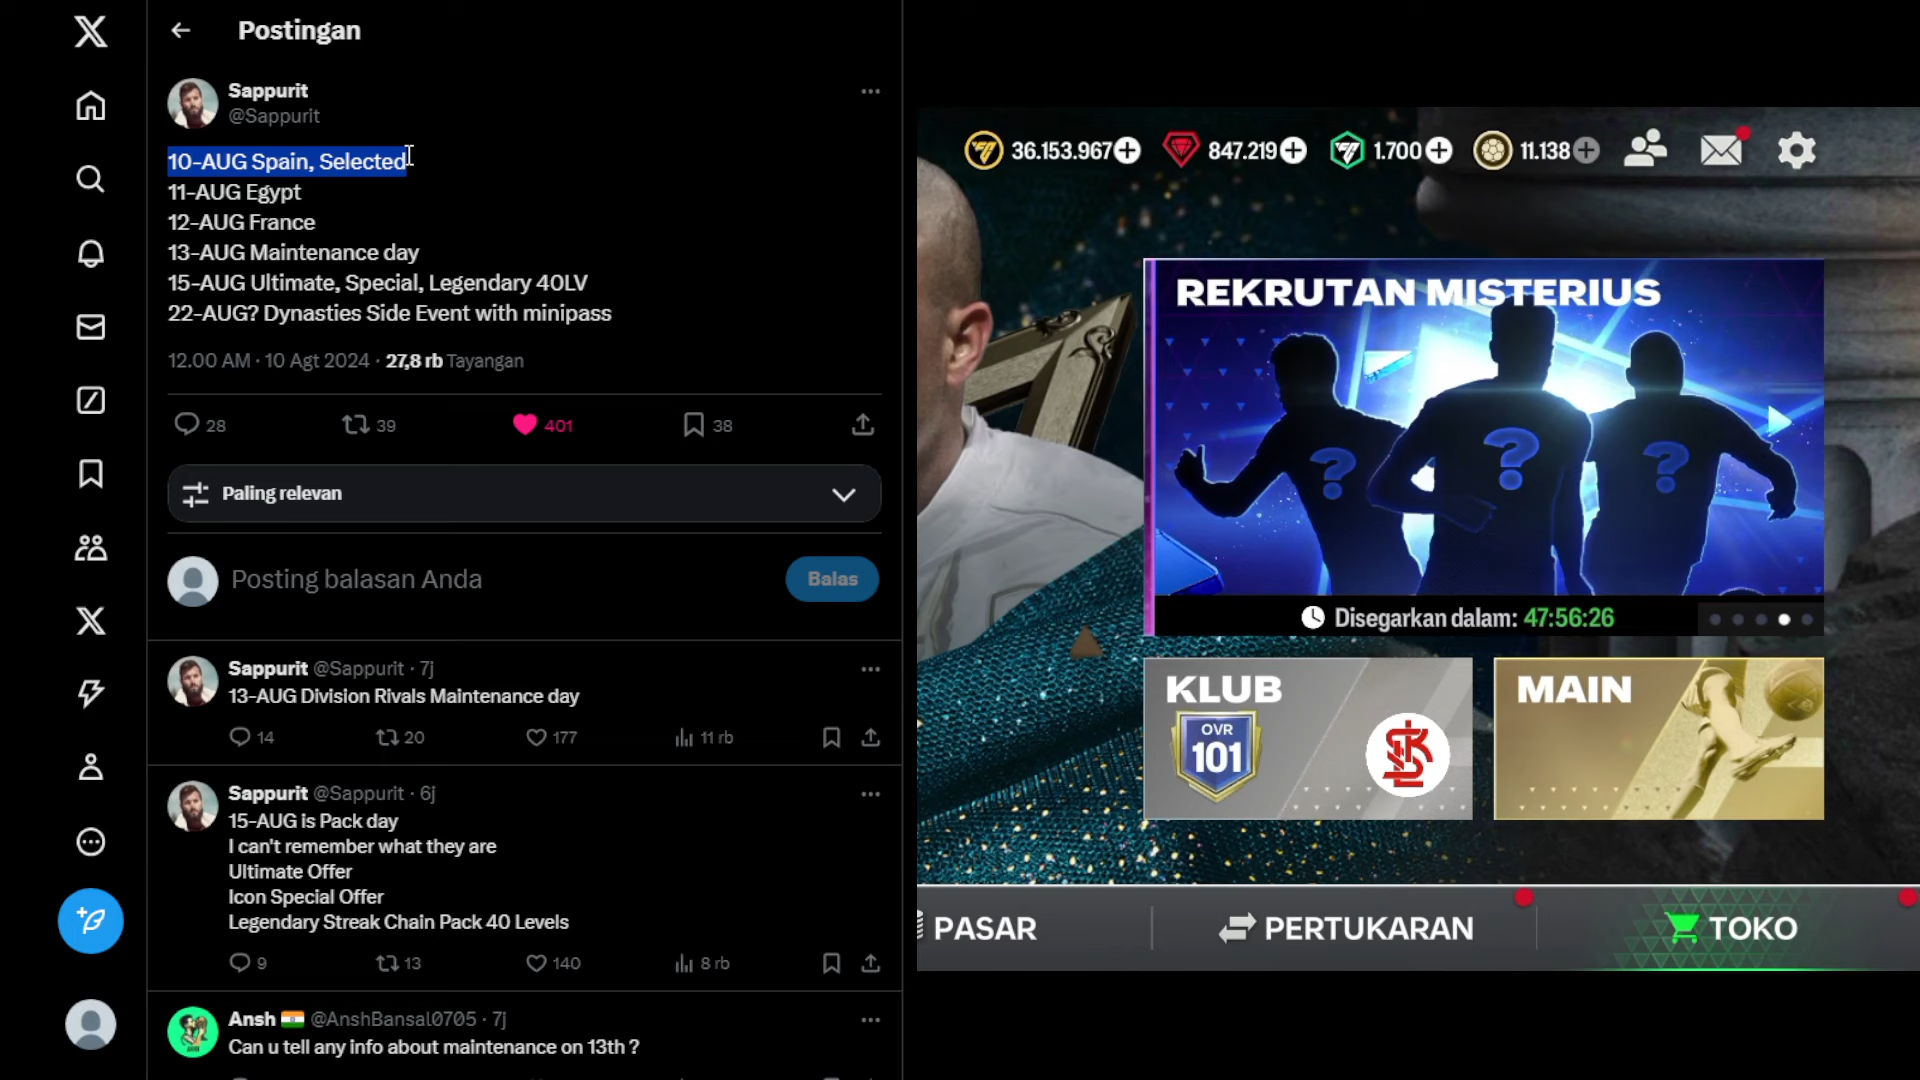 Postingan
Sappurit
@Sappurit
10-AUG Spain, Selected
11-AUG Egypt
12-AUG France
13-AUG Maintenance day
15-AUG Ultimate, Special, Legendary 40LV
22-AUG? Dynasties Side Event with minipass
12.00 AM · 10 Agt 2024 · 27,8 rb Tayangan
28 39 401 38
Paling relevan
Posting balasan Anda
Balas
Sappurit @Sappurit · 7j
13-AUG Division Rivals Maintenance day
14 20 177 11 rb
Sappurit @Sappurit · 6j
15-AUG is Pack day
I can't remember what they are
Ultimate Offer
Icon Special Offer
Legendary Streak Chain Pack 40 Levels
9 13 140 8 rb
Ansh @AnshBansal0705 · 7j
Can u tell any info about maintenance on 13th ?
36.153.967 847.219 1.700 11.138
REKRUTAN MISTERIUS
? ? ?
Disegarkan dalam: 47:56:26
KLUB
OVR
101
MAIN
PASAR
PERTUKARAN
TOKO